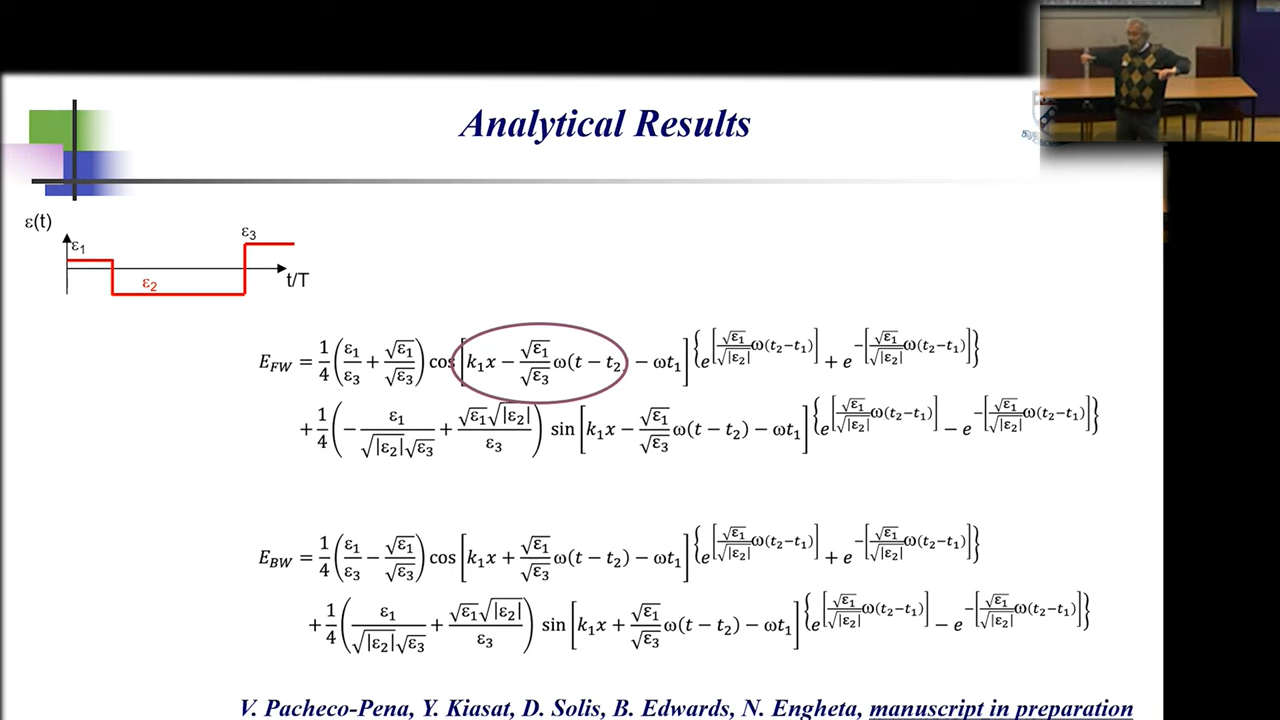 Analytical Results
ε(t)
ε₁
ε₃
ε₂
t/T
E_FW = 1/4 (ε₁/ε₃ + √ε₁/√ε₃) cos [k₁x − √ε₁/√ε₃ ω(t − t₂ − ωt₁] {e^[√ε₁/√|ε₂| ω(t₂−t₁)] + e^−[√ε₁/√|ε₂| ω(t₂−t₁)]}
+ 1/4 (− ε₁/√|ε₂|√ε₃ + √ε₁√|ε₂|/ε₃) sin [k₁x − √ε₁/√ε₃ ω(t − t₂) − ωt₁] {e^[√ε₁/√|ε₂| ω(t₂−t₁)] − e^−[√ε₁/√|ε₂| ω(t₂−t₁)]}
E_BW = 1/4 (ε₁/ε₃ − √ε₁/√ε₃) cos [k₁x + √ε₁/√ε₃ ω(t − t₂) − ωt₁] {e^[√ε₁/√|ε₂| ω(t₂−t₁)] + e^−[√ε₁/√|ε₂| ω(t₂−t₁)]}
+ 1/4 (ε₁/√|ε₂|√ε₃ + √ε₁√|ε₂|/ε₃) sin [k₁x + √ε₁/√ε₃ ω(t − t₂) − ωt₁] {e^[√ε₁/√|ε₂| ω(t₂−t₁)] − e^−[√ε₁/√|ε₂| ω(t₂−t₁)]}
V. Pacheco-Pena, Y. Kiasat, D. Solis, B. Edwards, N. Engheta, manuscript in preparation